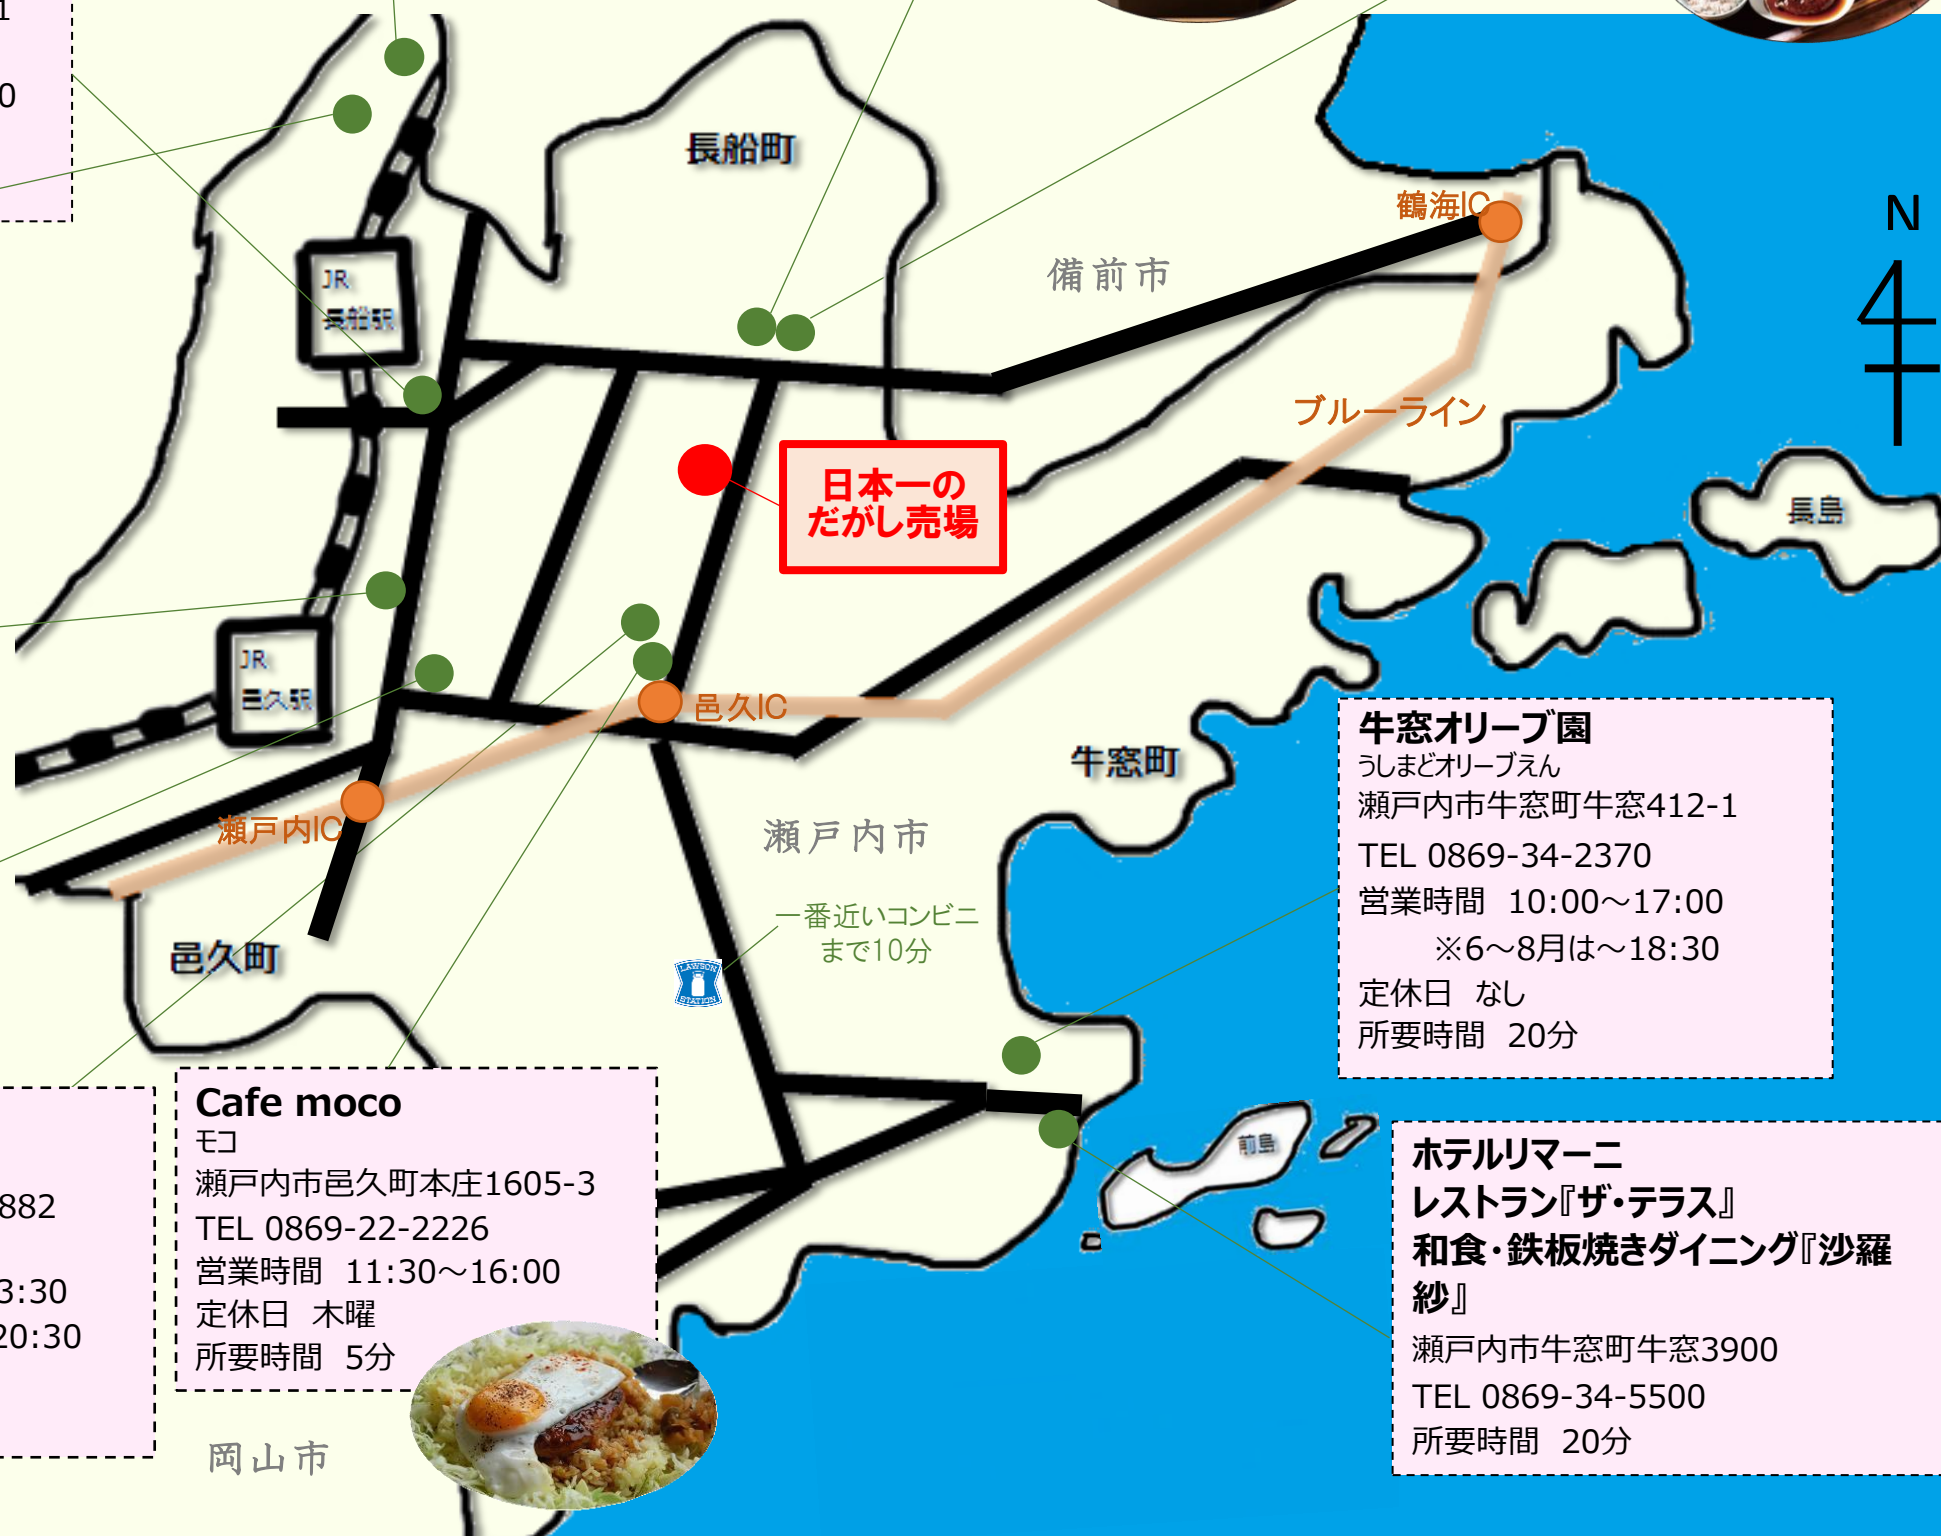 1
0
長船町
鶴海IC
N
備前市
JR
長船駅
ブルーライン
日本一の
だがし売場
長島
JR
邑久駅
邑久IC
牛窓町
瀬戸内IC
瀬戸内市
一番近いコンビニ
まで10分
邑久町
LAWSON
STATION
牛窓オリーブ園
うしまどオリーブえん
瀬戸内市牛窓町牛窓412-1
TEL 0869-34-2370
営業時間 10:00～17:00
※6～8月は～18:30
定休日 なし
所要時間 20分
882
3:30
20:30
Cafe moco
モコ
瀬戸内市邑久町本庄1605-3
TEL 0869-22-2226
営業時間 11:30～16:00
定休日 木曜
所要時間 5分
前島
ホテルリマーニ
レストラン『ザ・テラス』
和食・鉄板焼きダイニング『沙羅
紗』
瀬戸内市牛窓町牛窓3900
TEL 0869-34-5500
所要時間 20分
岡山市